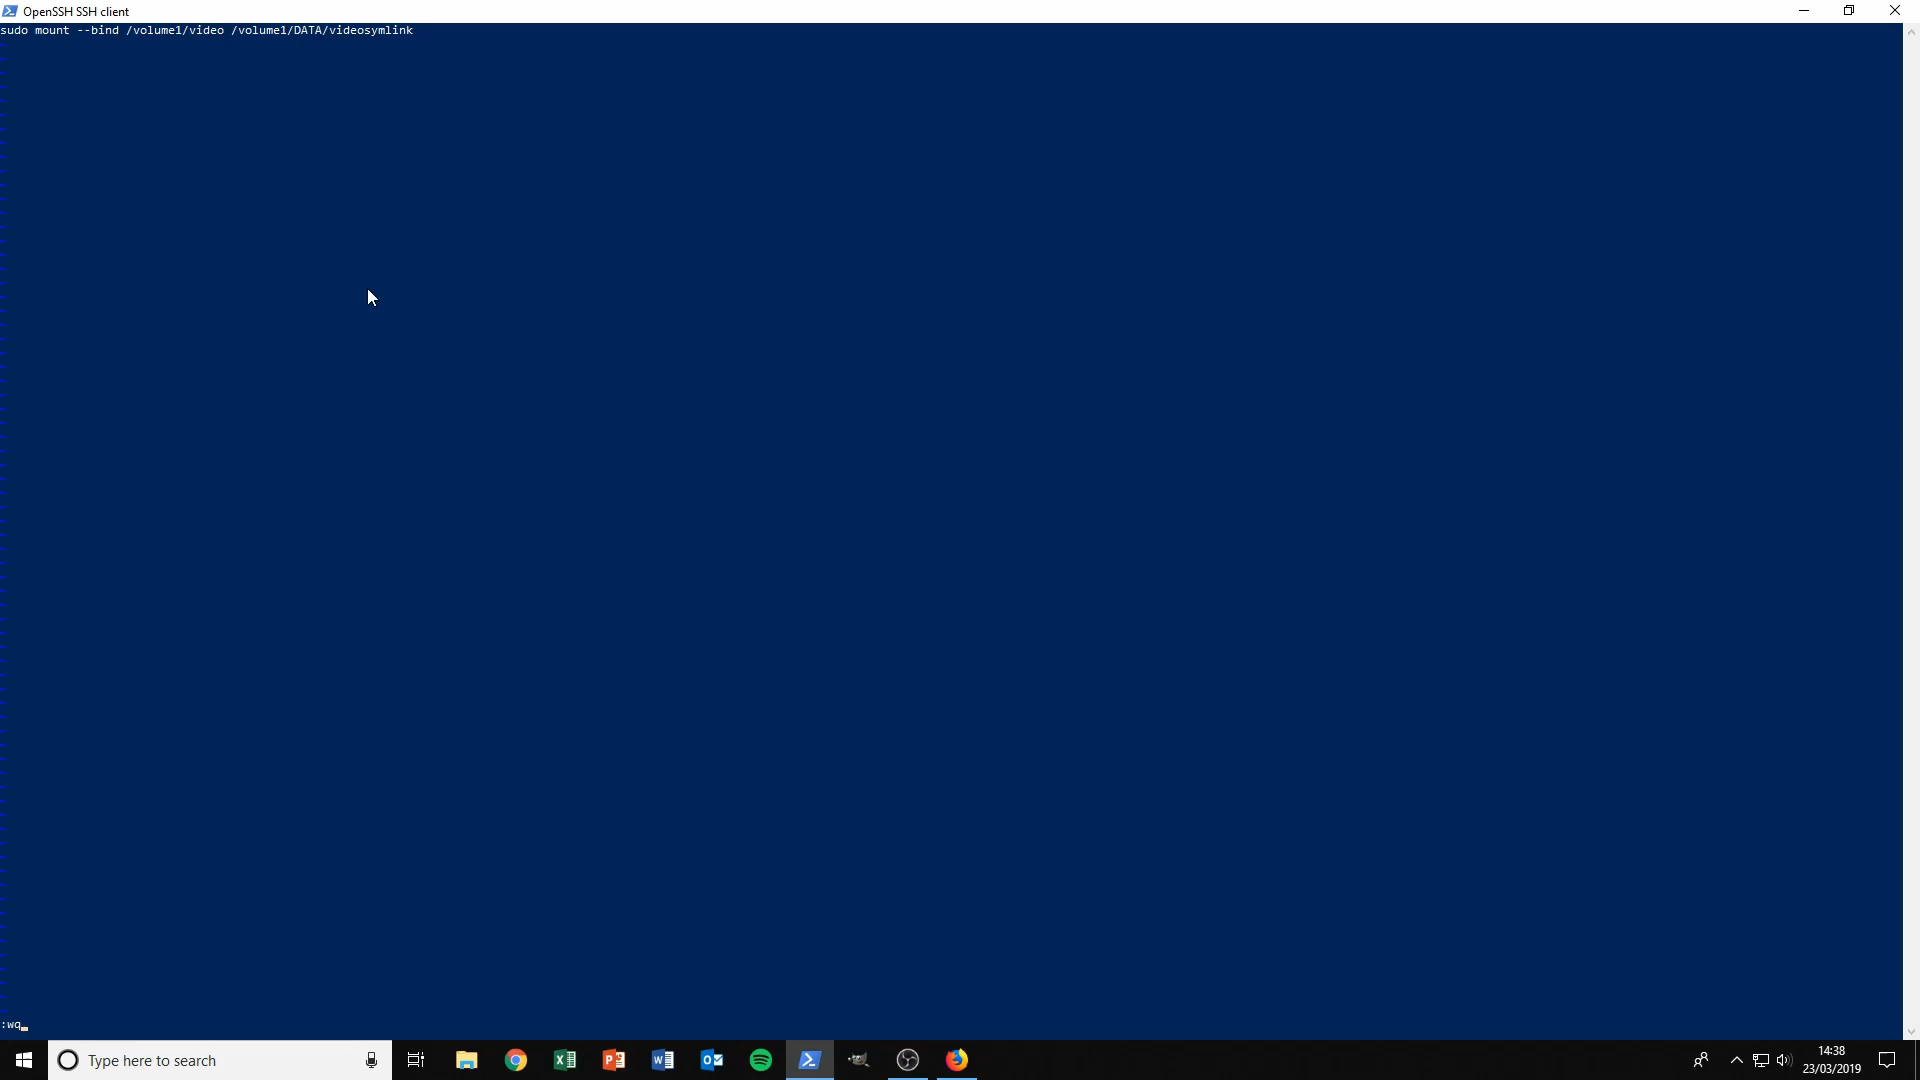 OpenSSH SSH client
sudo mount --bind /volume1/video /volume1/DATA/videosymlink
:wq
Type here to search
14:38
23/03/2019